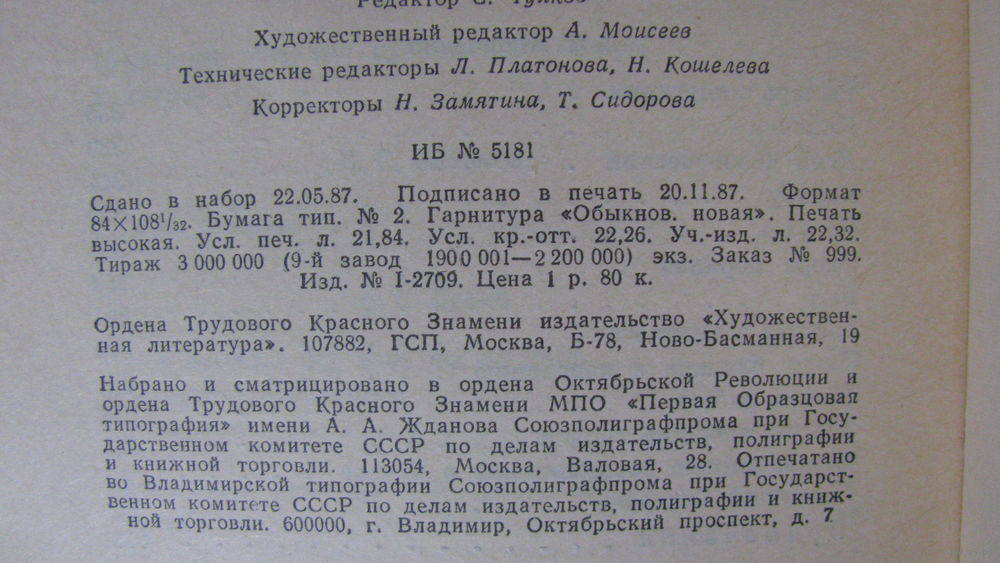 Редактор С.
Художественный редактор А. Моисеев
Технические редакторы Л. Платонова, Н. Кошелева
Корректоры Н. Замятина, Т. Сидорова
ИБ № 5181
Сдано в набор 22.05.87. Подписано в печать 20.11.87. Формат
84×108¹/₃₂. Бумага тип. № 2. Гарнитура «Обыкнов. новая». Печать
высокая. Усл. печ. л. 21,84. Усл. кр.-отт. 22,26. Уч.-изд. л. 22,32.
Тираж 3 000 000 (9-й завод 1900 001—2 200 000) экз. Заказ № 999.
Изд. № I-2709. Цена 1 р. 80 к.
Ордена Трудового Красного Знамени издательство «Художествен-
ная литература». 107882, ГСП, Москва, Б-78, Ново-Басманная, 19
Набрано и сматрицировано в ордена Октябрьской Революции и
ордена Трудового Красного Знамени МПО «Первая Образцовая
типография» имени А. А. Жданова Союзполиграфпрома при Госу-
дарственном комитете СССР по делам издательств, полиграфии
и книжной торговли. 113054, Москва, Валовая, 28. Отпечатано
во Владимирской типографии Союзполиграфпрома при Государст-
венном комитете СССР по делам издательств, полиграфии и книж-
ной торговли. 600000, г. Владимир, Октябрьский проспект, д. 7